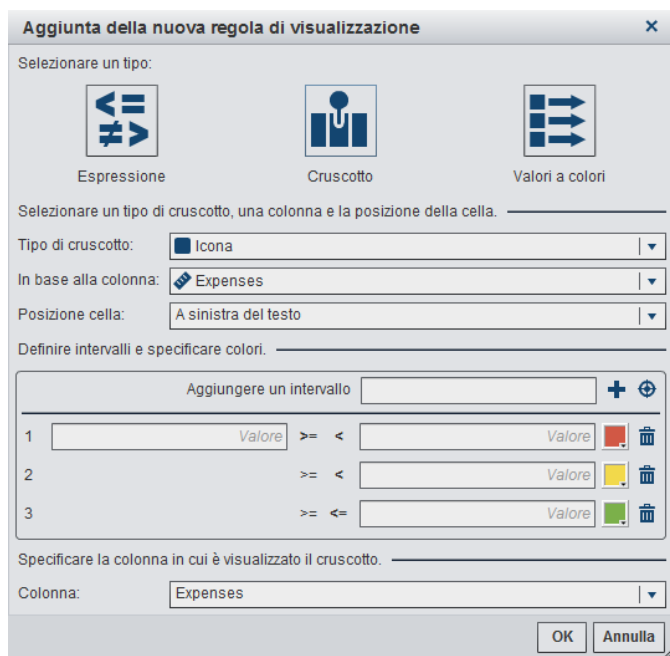 Aggiunta della nuova regola di visualizzazione
Selezionare un tipo:
Espressione Cruscotto Valori a colori
Selezionare un tipo di cruscotto, una colonna e la posizione della cella.
Tipo di cruscotto: Icona
In base alla colonna: Expenses
Posizione cella: A sinistra del testo
Definire intervalli e specificare colori.
Aggiungere un intervallo
1 Valore >= < Valore
2 >= < Valore
3 >= <= Valore
Specificare la colonna in cui è visualizzato il cruscotto.
Colonna: Expenses
OK Annulla